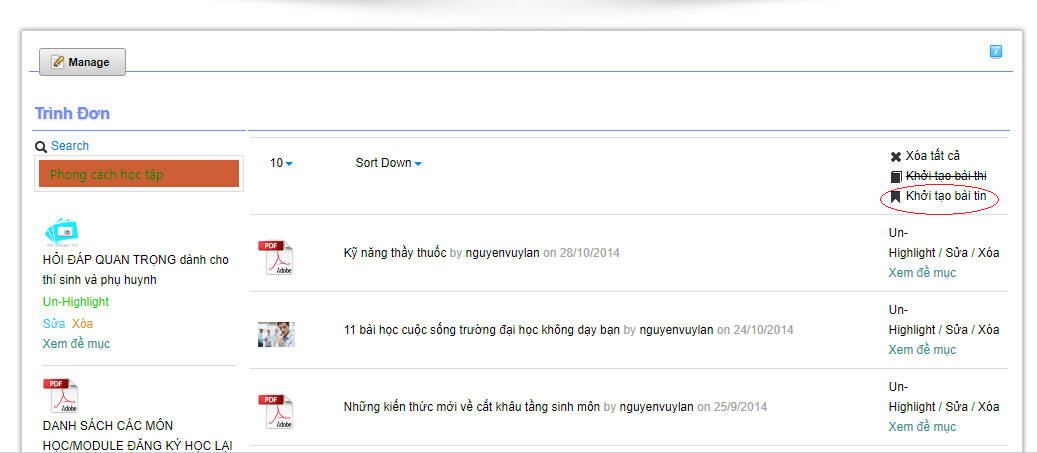 Manage
?
Trình Đơn
Search
Phong cách học tập
HỎI ĐÁP QUAN TRỌNG dành cho
thí sinh và phụ huynh
Un-Highlight
Sửa Xóa
Xem đề mục
PDF
Adobe
DANH SÁCH CÁC MÔN
HỌC/MODULE ĐĂNG KÝ HỌC LẠI
10
Sort Down
Xóa tất cả
Khởi tạo bài thi
Khởi tạo bài tin
PDF
Adobe
Kỹ năng thầy thuốc by nguyenvuylan on 28/10/2014
Un-
Highlight / Sửa / Xóa
Xem đề mục
11 bài học cuộc sống trường đại học không dạy bạn by nguyenvuylan on 24/10/2014
Un-
Highlight / Sửa / Xóa
Xem đề mục
PDF
Adobe
Những kiến thức mới về cắt khâu tầng sinh môn by nguyenvuylan on 25/9/2014
Un-
Highlight / Sửa / Xóa
Xem đề mục